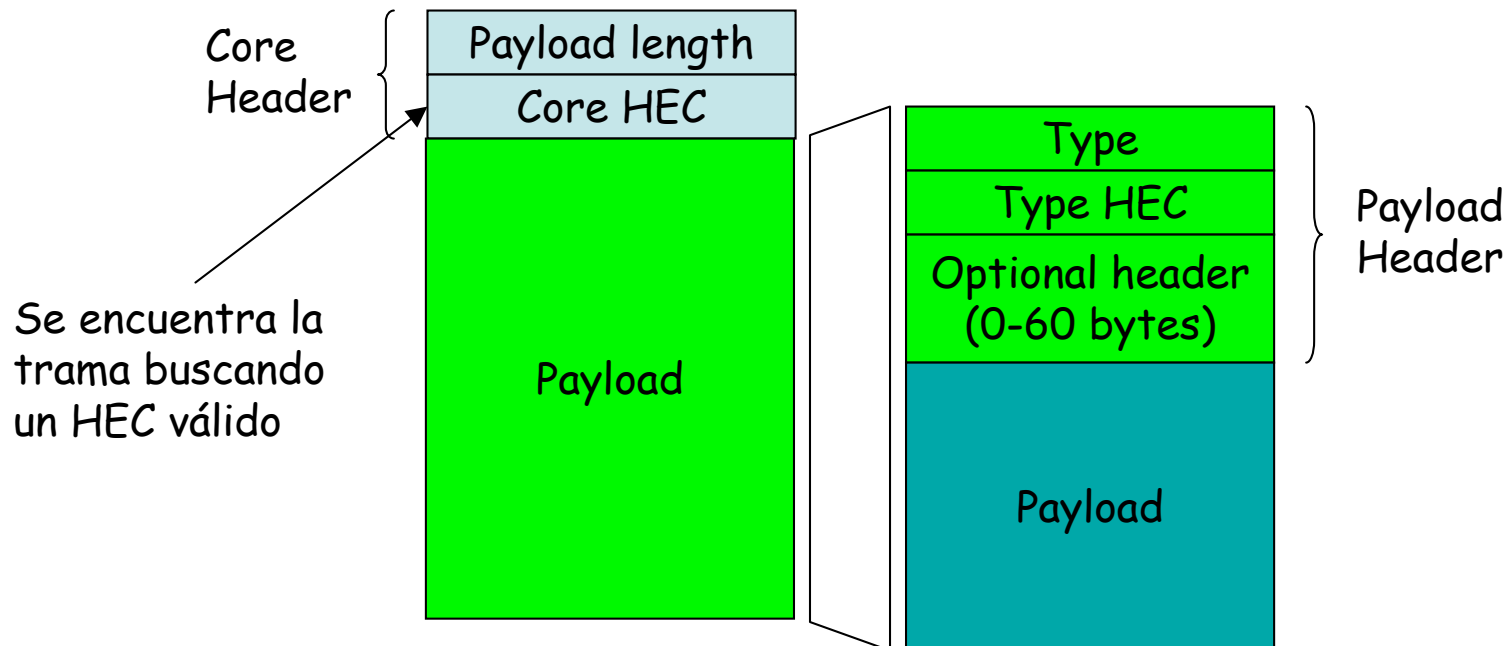 Core
Header
Payload length
Core HEC
Payload
Se encuentra la
trama buscando
un HEC válido
Type
Type HEC
Optional header
(0-60 bytes)
Payload
Payload
Header